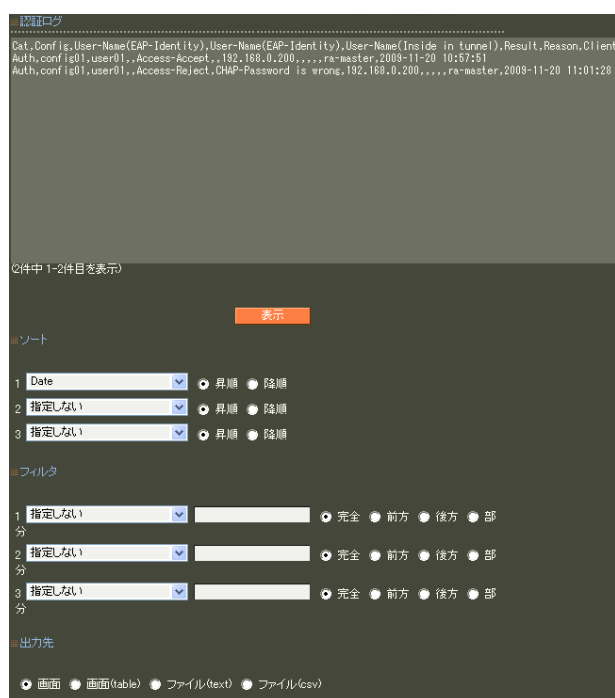 認証ログ
Cat,Config,User-Name(EAP-Identity),User-Name(EAP-Identity),User-Name(Inside in tunnel),Result,Reason,Client
Auth,config01,user01,,Access-Accept,,192.168.0.200,,,,,ra-master,2009-11-20 10:57:51
Auth,config01,user01,,Access-Reject,CHAP-Password is wrong,192.168.0.200,,,,,ra-master,2009-11-20 11:01:28
(2件中 1-2件目を表示)
表示
ソート
1 Date 昇順 降順
2 指定しない 昇順 降順
3 指定しない 昇順 降順
フィルタ
1 指定しない 完全 前方 後方 部
分
2 指定しない 完全 前方 後方 部
分
3 指定しない 完全 前方 後方 部
分
出力先
画面 画面(table) ファイル(text) ファイル(csv)